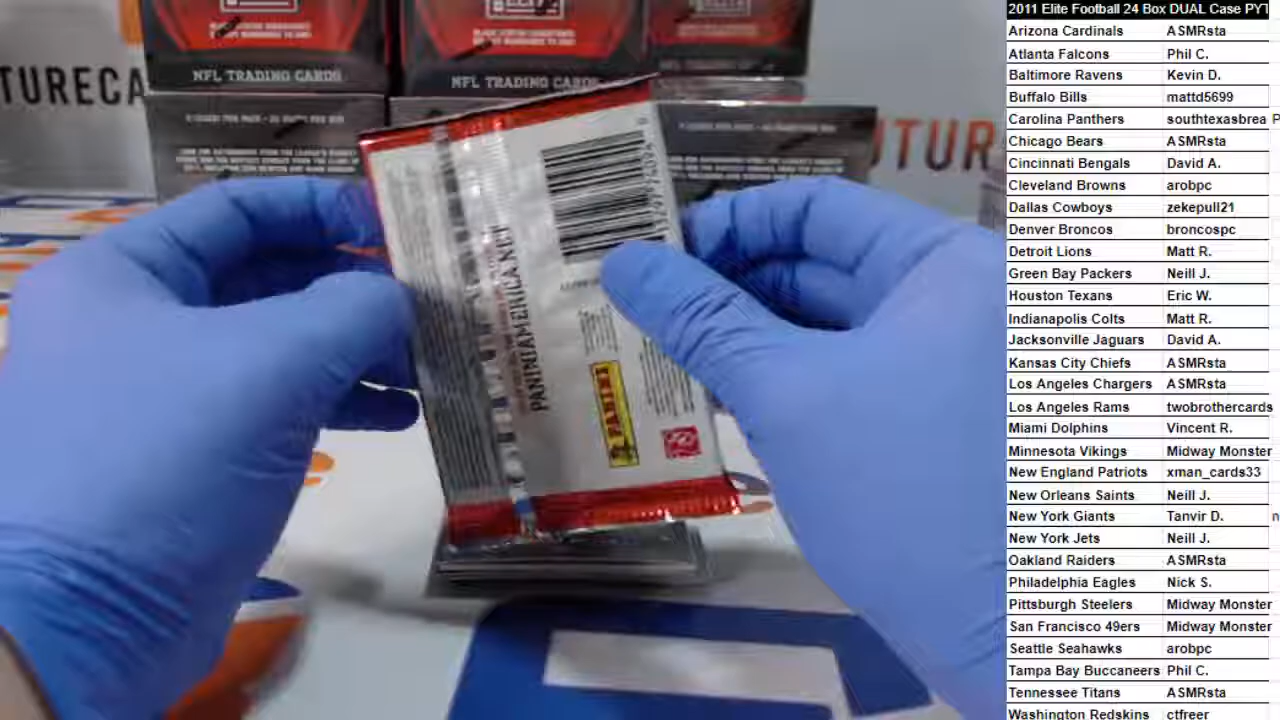 NFL TRADING CARDS
NFL TRADING CARDS
PANINIAMERICA.NET
PANINI
2011 Elite Football 24 Box DUAL Case PYT
Arizona Cardinals ASMRsta
Atlanta Falcons Phil C.
Baltimore Ravens Kevin D.
Buffalo Bills mattd5699
Carolina Panthers southtexasbrea P
Chicago Bears ASMRsta
Cincinnati Bengals David A.
Cleveland Browns arobpc
Dallas Cowboys zekepull21
Denver Broncos broncospc
Detroit Lions Matt R.
Green Bay Packers Neill J.
Houston Texans Eric W.
Indianapolis Colts Matt R.
Jacksonville Jaguars David A.
Kansas City Chiefs ASMRsta
Los Angeles Chargers ASMRsta
Los Angeles Rams twobrothercards
Miami Dolphins Vincent R.
Minnesota Vikings Midway Monster
New England Patriots xman_cards33
New Orleans Saints Neill J.
New York Giants Tanvir D. n
New York Jets Neill J.
Oakland Raiders ASMRsta
Philadelphia Eagles Nick S.
Pittsburgh Steelers Midway Monster
San Francisco 49ers Midway Monster
Seattle Seahawks arobpc
Tampa Bay Buccaneers Phil C.
Tennessee Titans ASMRsta
Washington Redskins ctfreer